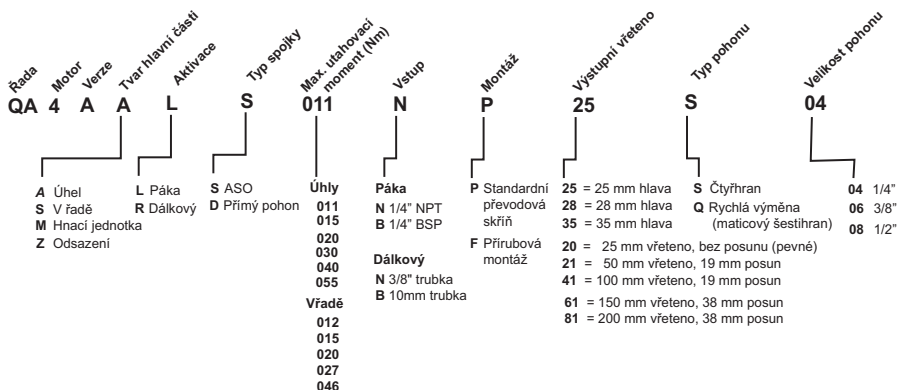 Řada
Motor
Verze
Tvar hlavní části
Aktivace
Typ spojky
Max. utahovací
moment (Nm)
Vstup
Montáž
Výstupní vřeteno
Typ pohonu
Velikost pohonu
QA 4 A A L S 011 N P 25 S 04
A Úhel
S V řadě
M Hnací jednotka
Z Odsazení
L Páka
R Dálkový
S ASO
D Přímý pohon
Úhly
011
015
020
030
040
055
Vřadě
012
015
020
027
046
Páka
N 1/4” NPT
B 1/4” BSP
Dálkový
N 3/8" trubka
B 10mm trubka
P Standardní
převodová
skříň
F Přírubová
montáž
25 = 25 mm hlava
28 = 28 mm hlava
35 = 35 mm hlava
20 = 25 mm vřeteno, bez posunu (pevné)
21 = 50 mm vřeteno, 19 mm posun
41 = 100 mm vřeteno, 19 mm posun
61 = 150 mm vřeteno, 38 mm posun
81 = 200 mm vřeteno, 38 mm posun
S Čtyřhran
Q Rychlá výměna
(maticový šestihran)
04 1/4”
06 3/8”
08 1/2”